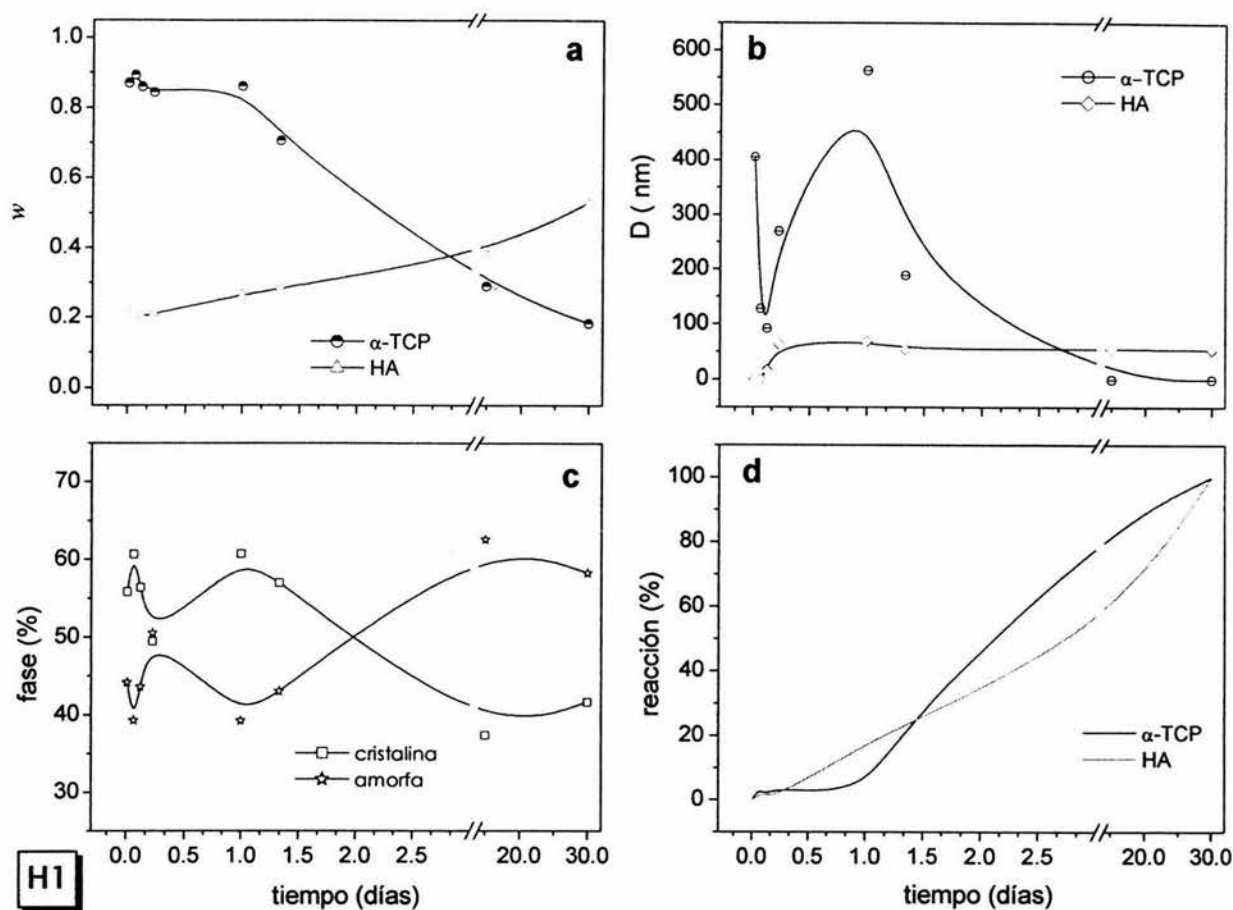 a
1.0
0.8
0.6
0.4
0.2
0.0
w
α-TCP
HA
b
600
500
400
300
200
100
0
D ( nm)
α-TCP
HA
0.0 0.5 1.0 1.5 2.0 2.5 20.0 30.0
c
70
60
50
40
30
fase (%)
cristalina
amorfa
0.0 0.5 1.0 1.5 2.0 2.5 20.0 30.0
tiempo (días)
d
100
80
60
40
20
0
reacción (%)
α-TCP
HA
0.0 0.5 1.0 1.5 2.0 2.5 20.0 30.0
tiempo (días)
H1